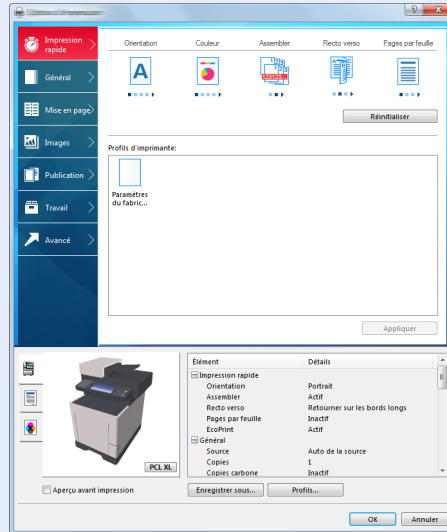 Impression
rapide
Orientation
Couleur
Assembler
Recto verso
Pages par feuille
Général
Mise en page
Images
Publication
Travail
Avancé
A
123123...
Réinitialiser
Profils d'imprimante:
Paramètres
du fabric...
Appliquer
Élément Détails
Impression rapide
Orientation Portrait
Assembler Actif
Recto verso Retourner sur les bords longs
Pages par feuille Inactif
EcoPrint Actif
Général
Source Auto de la source
Copies 1
Copies carbone Inactif
PCL XL
Aperçu avant impression
Enregistrer sous... Profils...
OK Annuler